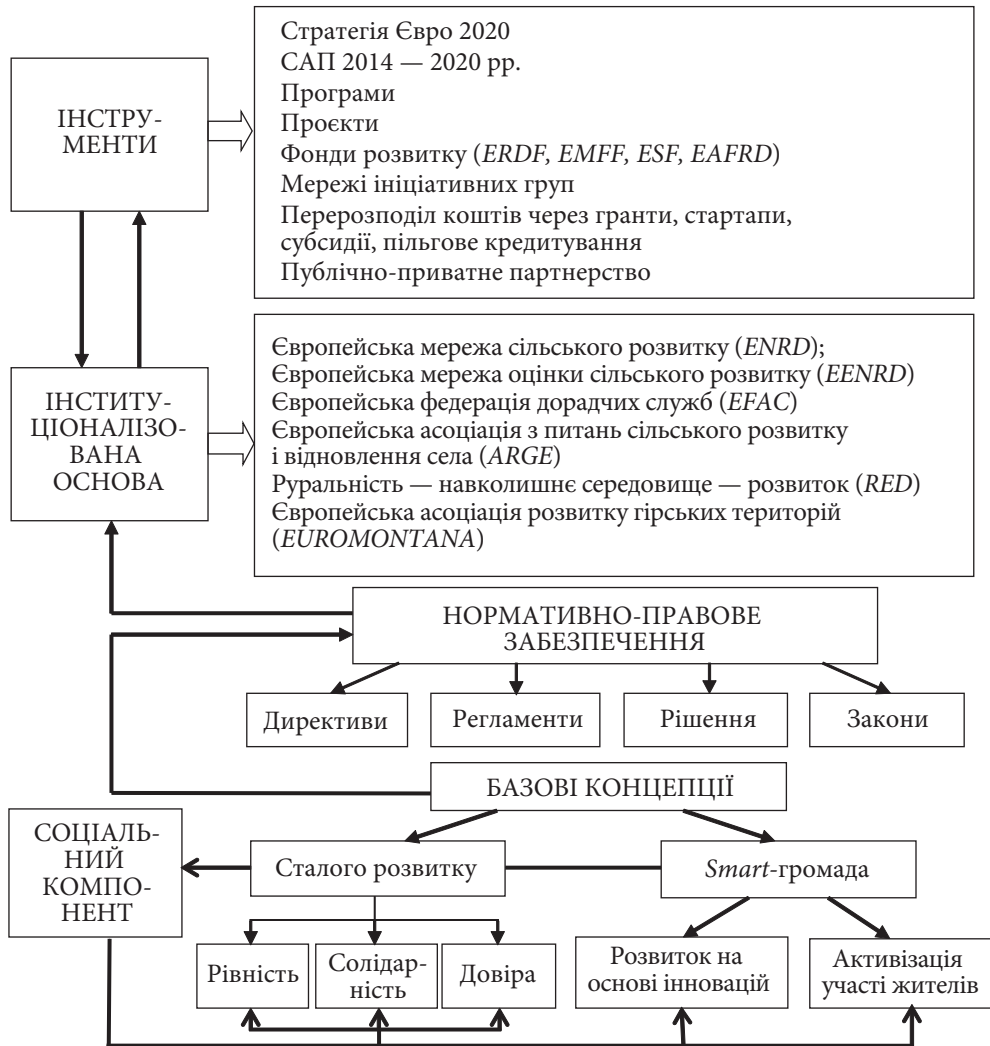 Стратегія Євро 2020
САП 2014 — 2020 рр.
Програми
Проєкти
Фонди розвитку (ERDF, EMFF, ESF, EAFRD)
Мережі ініціативних груп
Перерозподіл коштів через гранти, стартапи,
субсидії, пільгове кредитування
Публічно-приватне партнерство
ІНСТРУ-
МЕНТИ
Європейська мережа сільського розвитку (ENRD);
Європейська мережа оцінки сільського розвитку (EENRD)
Європейська федерація дорадчих служб (EFAC)
Європейська асоціація з питань сільського розвитку
і відновлення села (ARGE)
Руральність — навколишнє середовище — розвиток (RED)
Європейська асоціація розвитку гірських територій
(EUROMONTANA)
ІНСТИТУ-
ЦІОНАЛІЗО-
ВАНА
ОСНОВА
НОРМАТИВНО-ПРАВОВЕ
ЗАБЕЗПЕЧЕННЯ
Директиви
Регламенти
Рішення
Закони
БАЗОВІ КОНЦЕПЦІЇ
СОЦІАЛЬ-
НИЙ
КОМПО-
НЕНТ
Сталого розвитку
Smart-громада
Рівність
Солідар-
ність
Довіра
Розвиток на
основі інновацій
Активізація
участі жителів